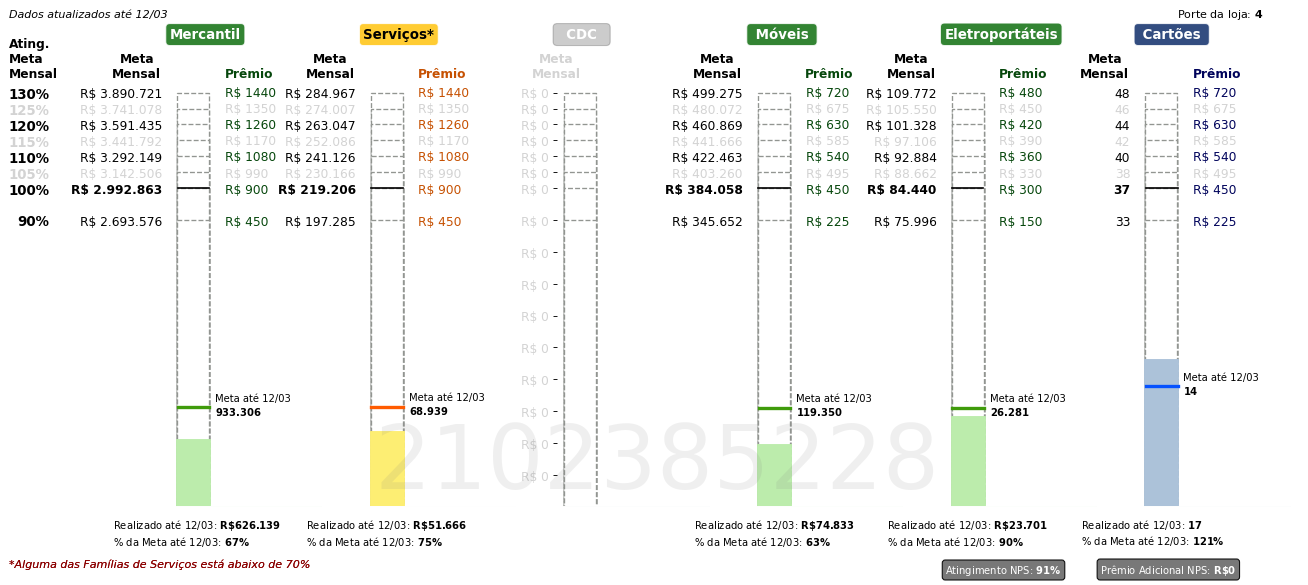 Dados atualizados até 12/03 Porte da loja: 4
Mercantil Serviços* CDC Móveis Eletroportáteis Cartões
Ating. Meta Mensal Meta Mensal Prêmio Meta Mensal Prêmio Meta Mensal Meta Mensal Prêmio Meta Mensal Prêmio Meta Mensal Prêmio
130% R$ 3.890.721 R$ 1440 R$ 284.967 R$ 1440 R$ 0 R$ 499.275 R$ 720 R$ 109.772 R$ 480 48 R$ 720
125% R$ 3.741.078 R$ 1350 R$ 274.007 R$ 1350 R$ 0 R$ 480.072 R$ 675 R$ 105.550 R$ 450 46 R$ 675
120% R$ 3.591.435 R$ 1260 R$ 263.047 R$ 1260 R$ 0 R$ 460.869 R$ 630 R$ 101.328 R$ 420 44 R$ 630
115% R$ 3.441.792 R$ 1170 R$ 252.086 R$ 1170 R$ 0 R$ 441.666 R$ 585 R$ 97.106 R$ 390 42 R$ 585
110% R$ 3.292.149 R$ 1080 R$ 241.126 R$ 1080 R$ 0 R$ 422.463 R$ 540 R$ 92.884 R$ 360 40 R$ 540
105% R$ 3.142.506 R$ 990 R$ 230.166 R$ 990 R$ 0 R$ 403.260 R$ 495 R$ 88.662 R$ 330 38 R$ 495
100% R$ 2.992.863 R$ 900 R$ 219.206 R$ 900 R$ 0 R$ 384.058 R$ 450 R$ 84.440 R$ 300 37 R$ 450
90% R$ 2.693.576 R$ 450 R$ 197.285 R$ 450 R$ 0 R$ 345.652 R$ 225 R$ 75.996 R$ 150 33 R$ 225
R$ 0
R$ 0
R$ 0
R$ 0
R$ 0
R$ 0
R$ 0
R$ 0
Meta até 12/03 Meta até 12/03 Meta até 12/03 Meta até 12/03 Meta até 12/03
933.306 68.939 119.350 26.281 14
2102385228
Realizado até 12/03: R$626.139 Realizado até 12/03: R$51.666 Realizado até 12/03: R$74.833 Realizado até 12/03: R$23.701 Realizado até 12/03: 17
% da Meta até 12/03: 67% % da Meta até 12/03: 75% % da Meta até 12/03: 63% % da Meta até 12/03: 90% % da Meta até 12/03: 121%
*Alguma das Famílias de Serviços está abaixo de 70% Atingimento NPS: 91% Prêmio Adicional NPS: R$0